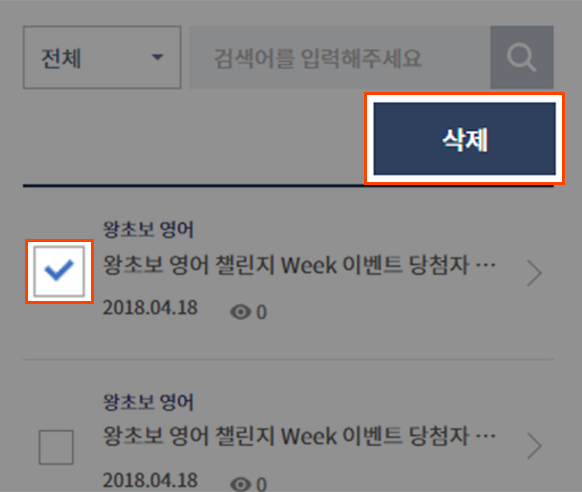 전체
검색어를 입력해주세요
삭제
왕초보 영어
왕초보 영어 챌린지 Week 이벤트 당첨자 ⋯
2018.04.18 0
왕초보 영어
왕초보 영어 챌린지 Week 이벤트 당첨자 ⋯
2018.04.18 0